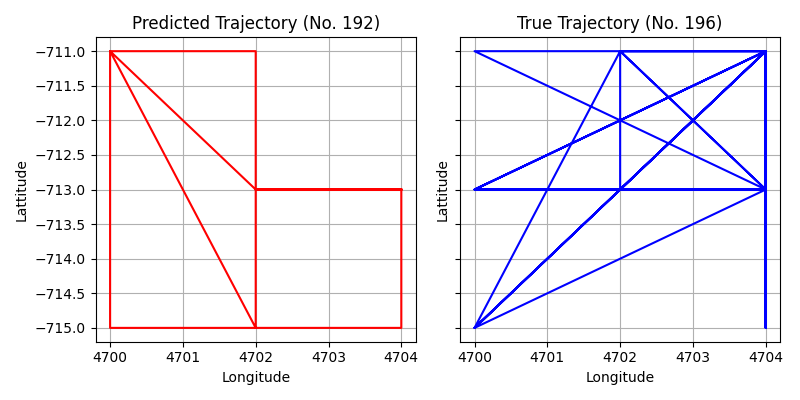 Predicted Trajectory (No. 192)
−711.0
−711.5
−712.0
−712.5
−713.0
−713.5
−714.0
−714.5
−715.0
Lattitude
4700 4701 4702 4703 4704
Longitude
True Trajectory (No. 196)
Lattitude
4700 4701 4702 4703 4704
Longitude